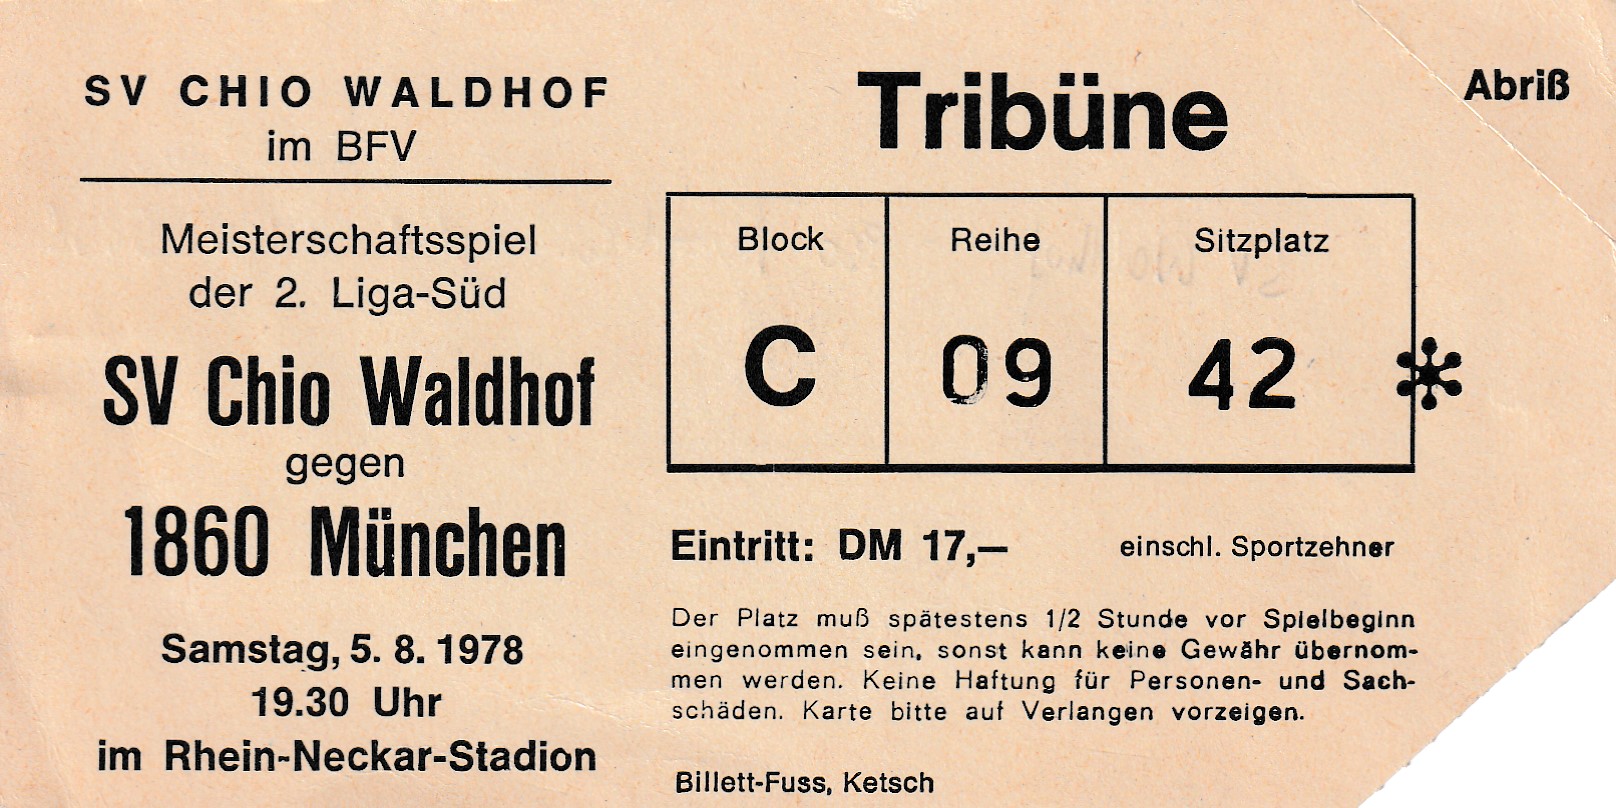 SV CHIO WALDHOF
im BFV
Meisterschaftsspiel
der 2. Liga-Süd
SV Chio Waldhof
gegen
1860 München
Samstag, 5. 8. 1978
19.30 Uhr
im Rhein-Neckar-Stadion
Tribüne
Abriß
Block Reihe Sitzplatz
C 09 42
Eintritt: DM 17,— einschl. Sportzehner
Der Platz muß spätestens 1/2 Stunde vor Spielbeginn
eingenommen sein, sonst kann keine Gewähr übernom-
men werden. Keine Haftung für Personen- und Sach-
schäden. Karte bitte auf Verlangen vorzeigen.
Billett-Fuss, Ketsch